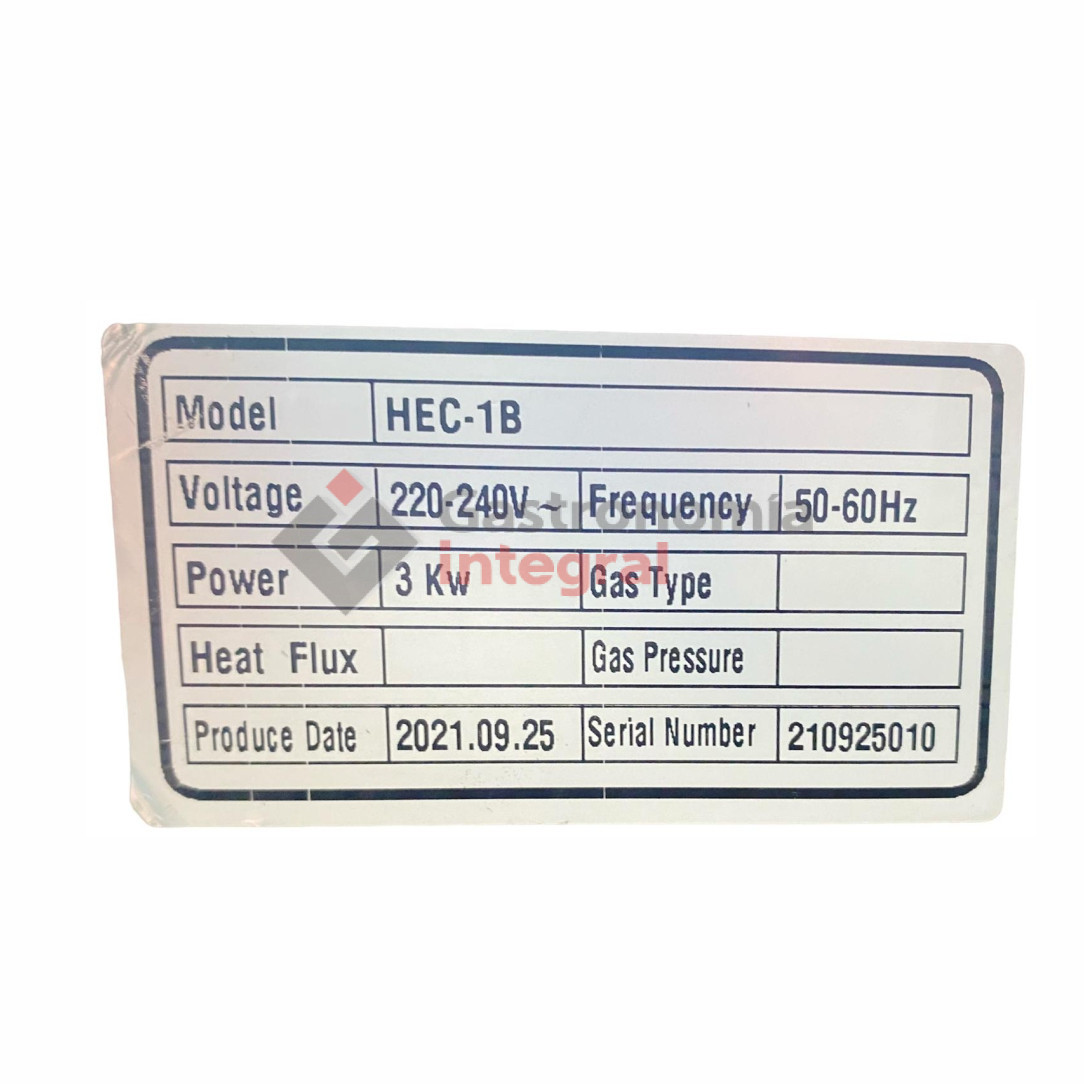 Model HEC-1B
Voltage 220-240V ~ Frequency 50-60Hz
Gastronomía
integral
Power 3 Kw Gas Type
Heat Flux Gas Pressure
Produce Date 2021.09.25 Serial Number 210925010